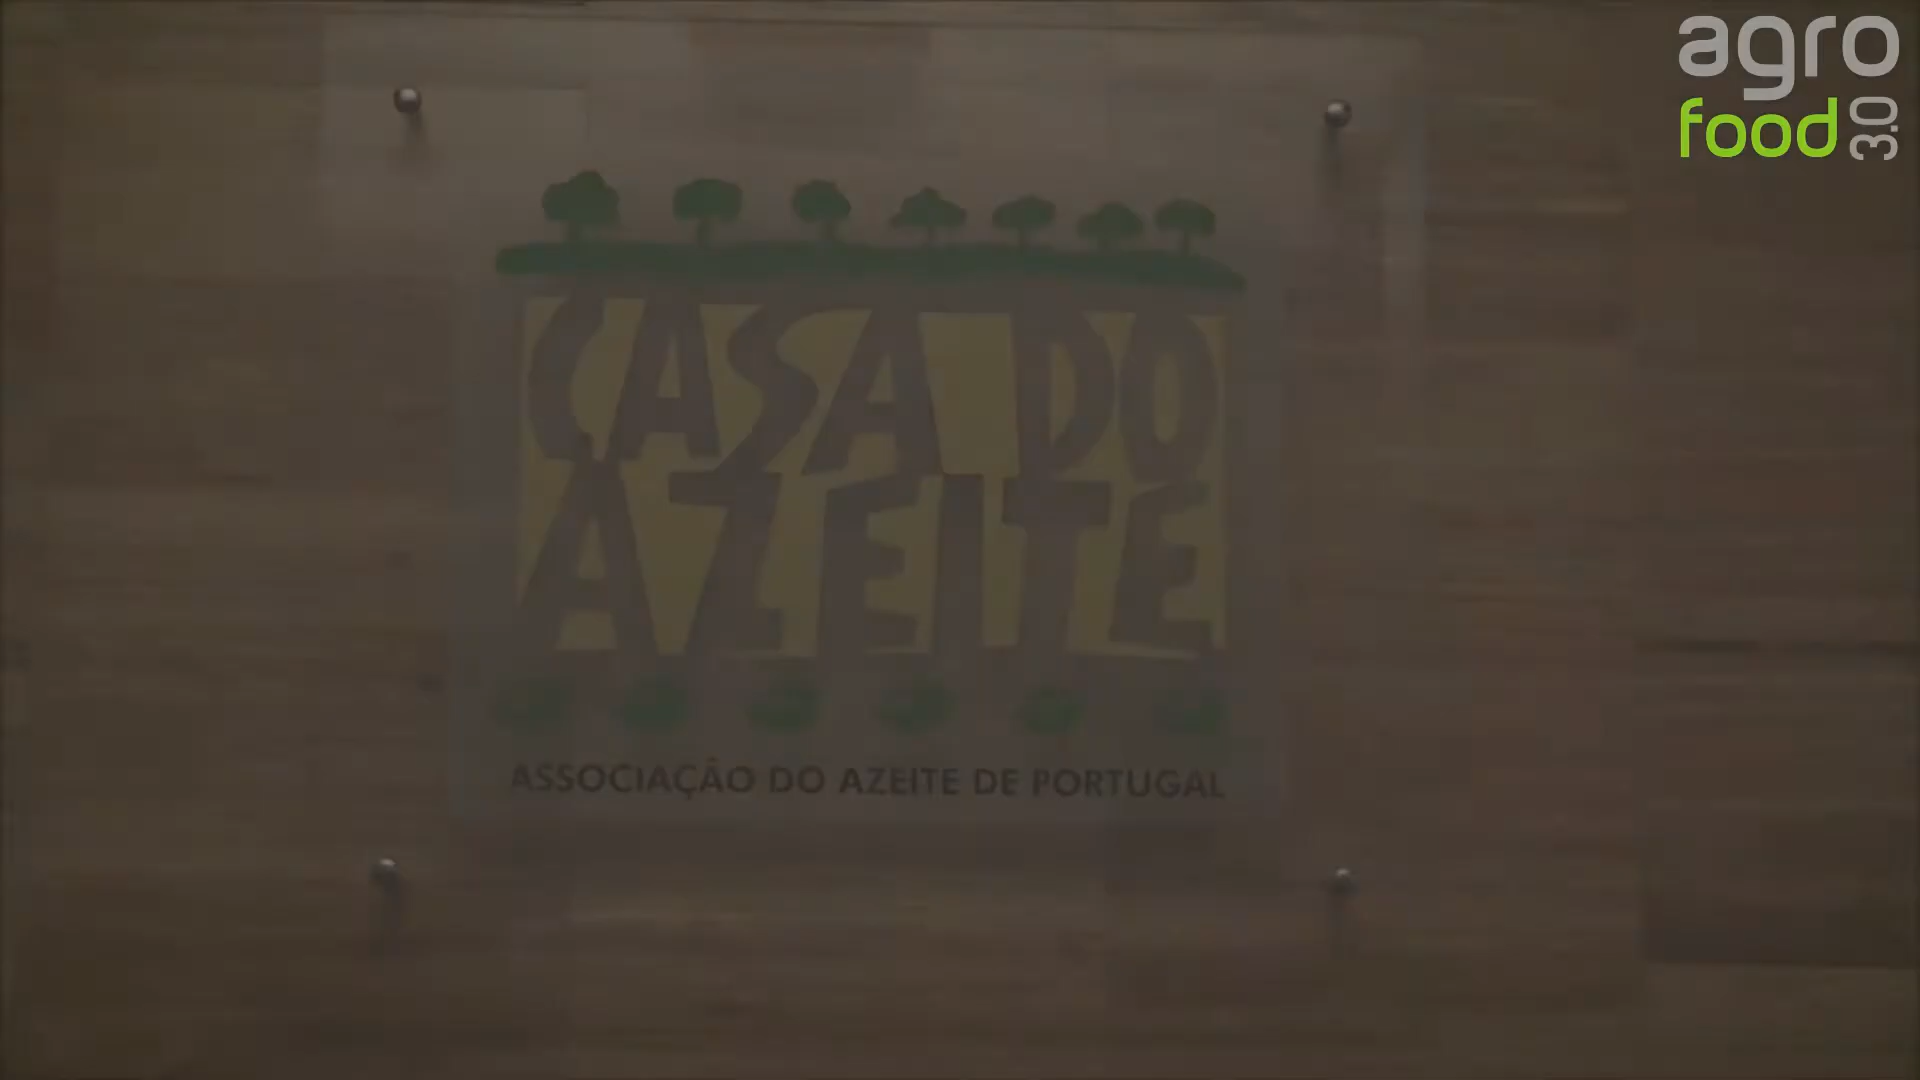 agro
food 3.0
CASA DO
AZEITE
ASSOCIAÇÃO DO AZEITE DE PORTUGAL